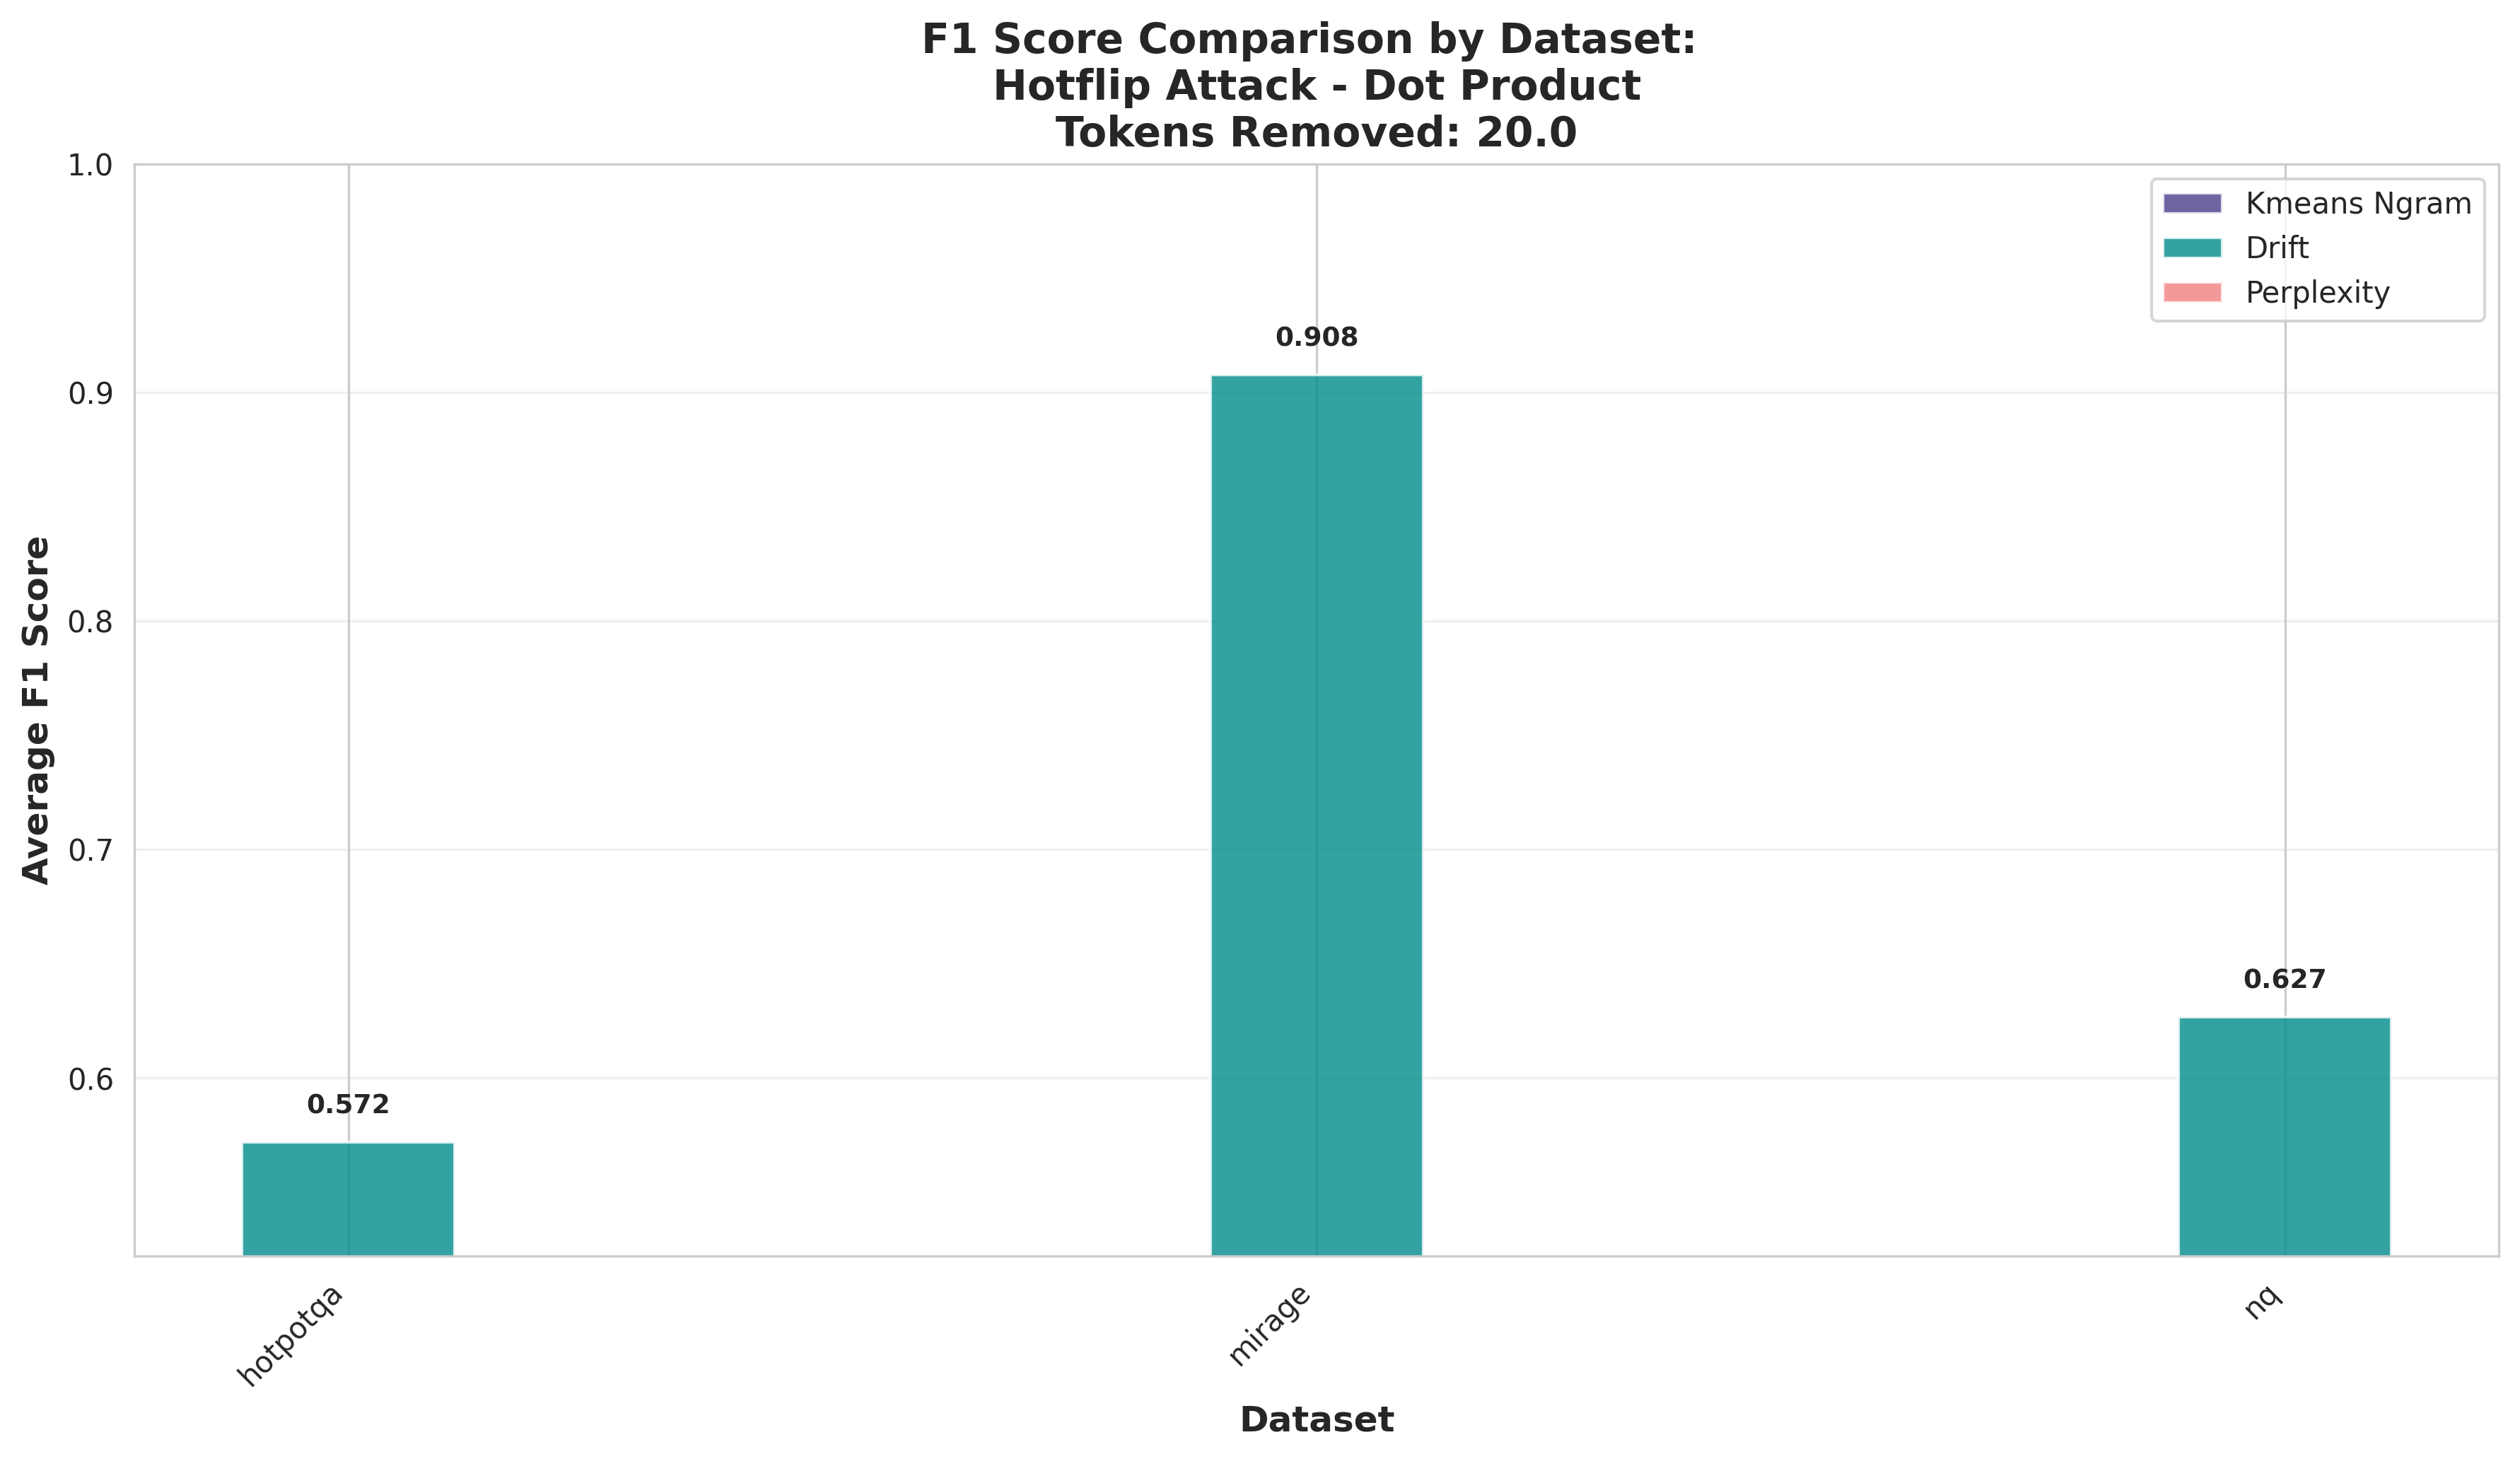 F1 Score Comparison by Dataset:
Hotflip Attack - Dot Product
Tokens Removed: 20.0
1.0
0.9
0.8
0.7
0.6
Average F1 Score
Kmeans Ngram
Drift
Perplexity
0.572
0.908
0.627
hotpotqa
mirage
nq
Dataset